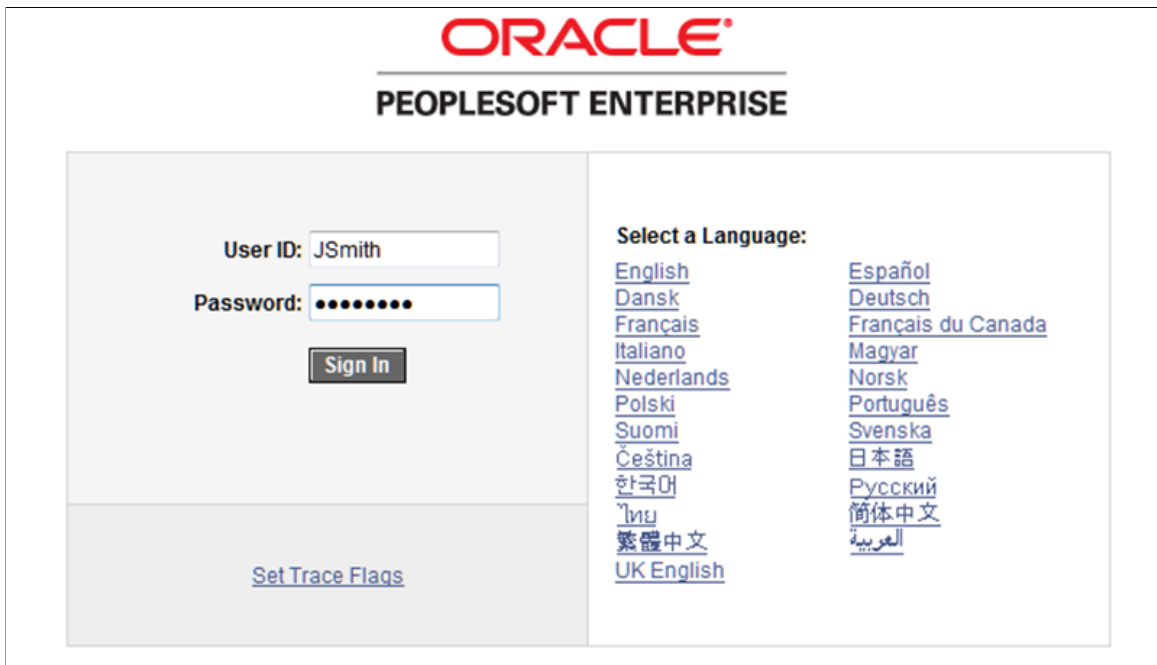 ORACLE®
PEOPLESOFT ENTERPRISE
User ID: JSmith
Password: ••••••••
Sign In
Set Trace Flags
Select a Language:
English Español
Dansk Deutsch
Français Français du Canada
Italiano Magyar
Nederlands Norsk
Polski Português
Suomi Svenska
Čeština 日本語
한국어 Русский
ไทย 简体中文
繁體中文 العربية
UK English